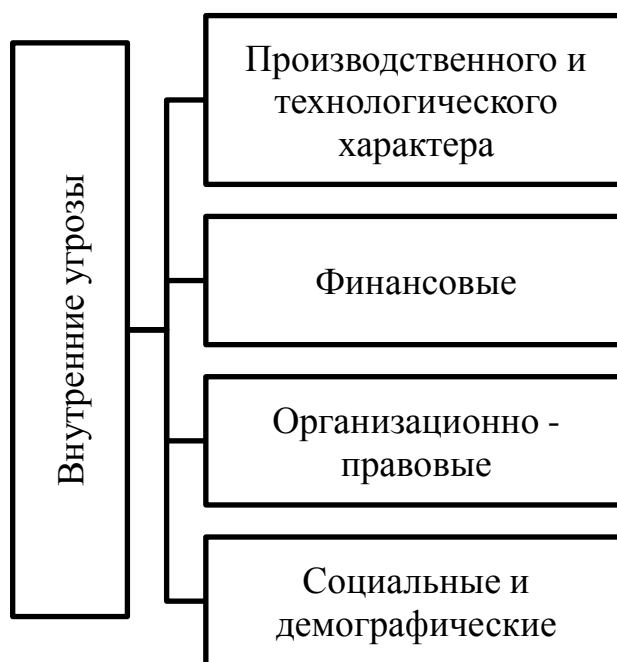 Внутренние угрозы
Производственного и
технологического
характера
Финансовые
Организационно -
правовые
Социальные и
демографические